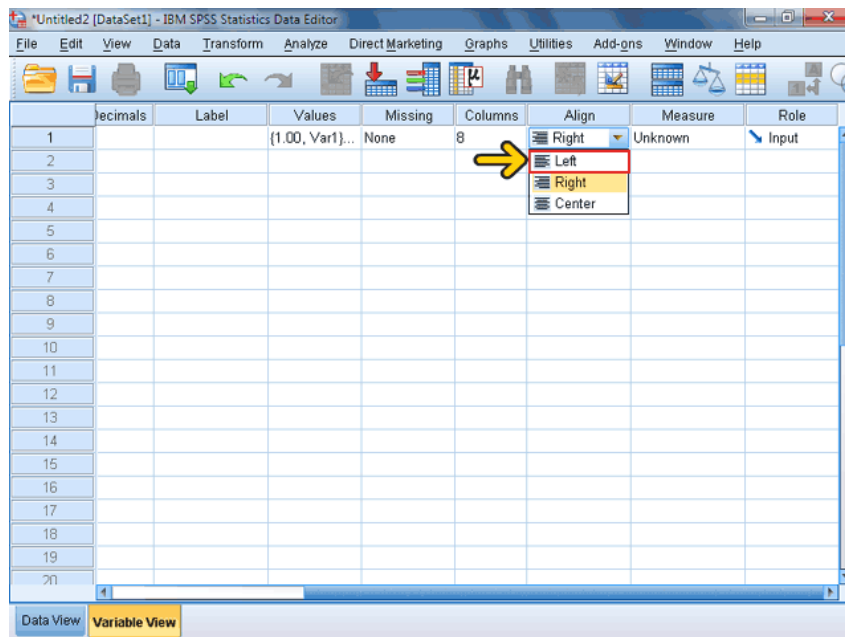 *Untitled2 [DataSet1] - IBM SPSS Statistics Data Editor
File Edit View Data Transform Analyze Direct Marketing Graphs Utilities Add-ons Window Help
Decimals Label Values Missing Columns Align Measure Role
1 {1.00, Var1}... None 8 Right Unknown Input
2 Left
3 Right
4 Center
5
6
7
8
9
10
11
12
13
14
15
16
17
18
19
20
Data View Variable View